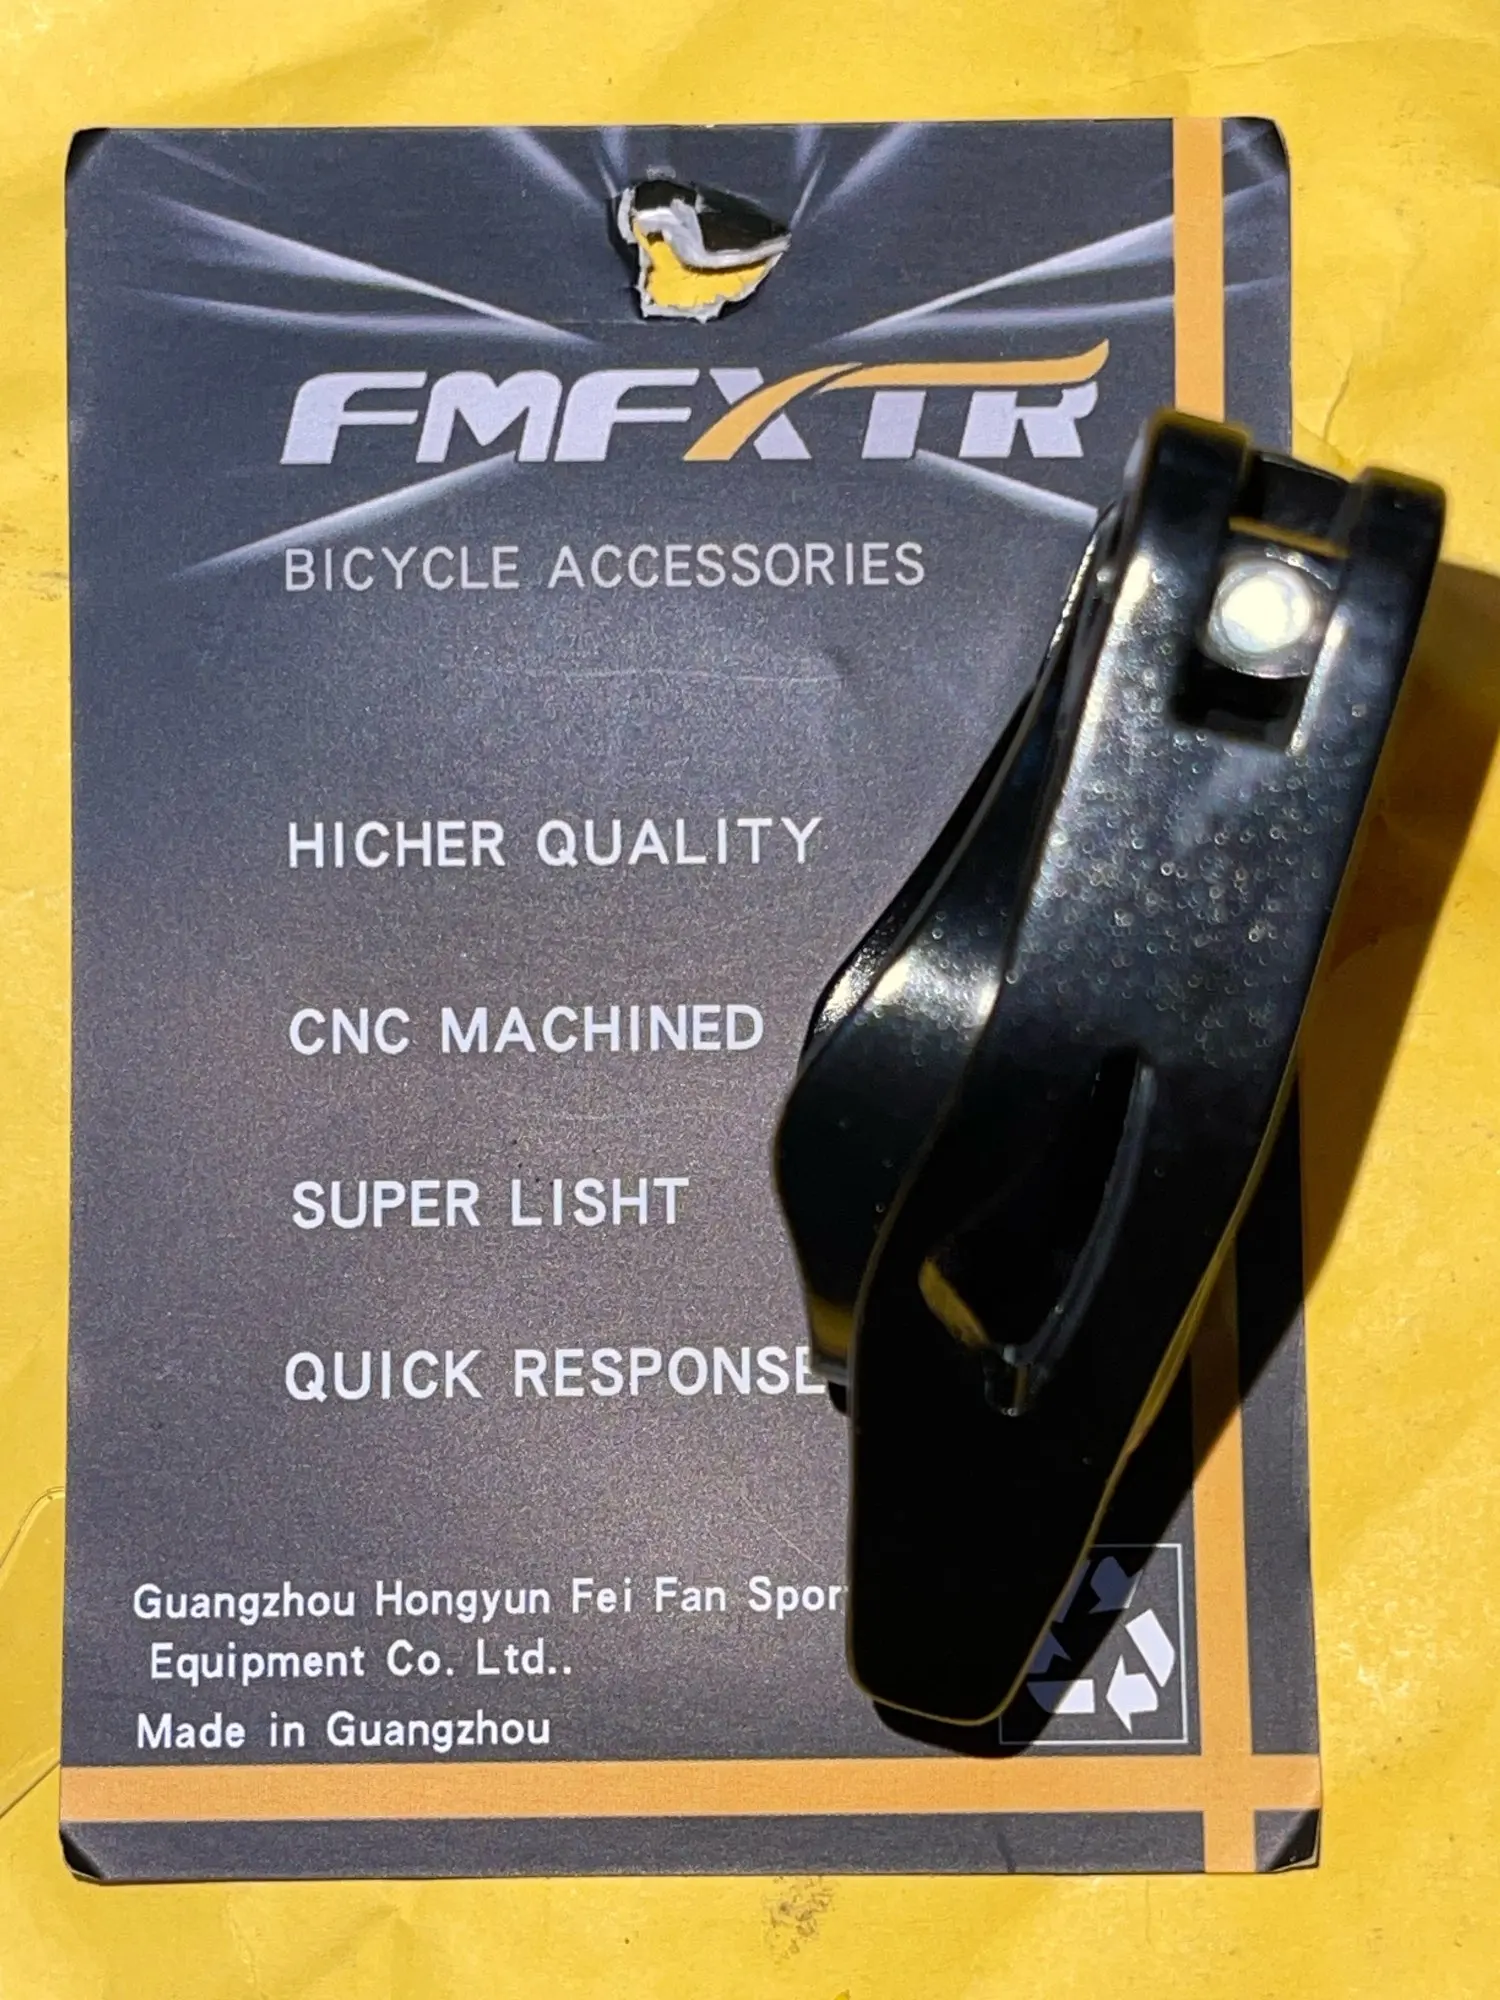 FMFXTR
BICYCLE ACCESSORIES
HICHER QUALITY
CNC MACHINED
SUPER LISHT
QUICK RESPONSE
Guangzhou Hongyun Fei Fan Spor
Equipment Co. Ltd..
Made in Guangzhou